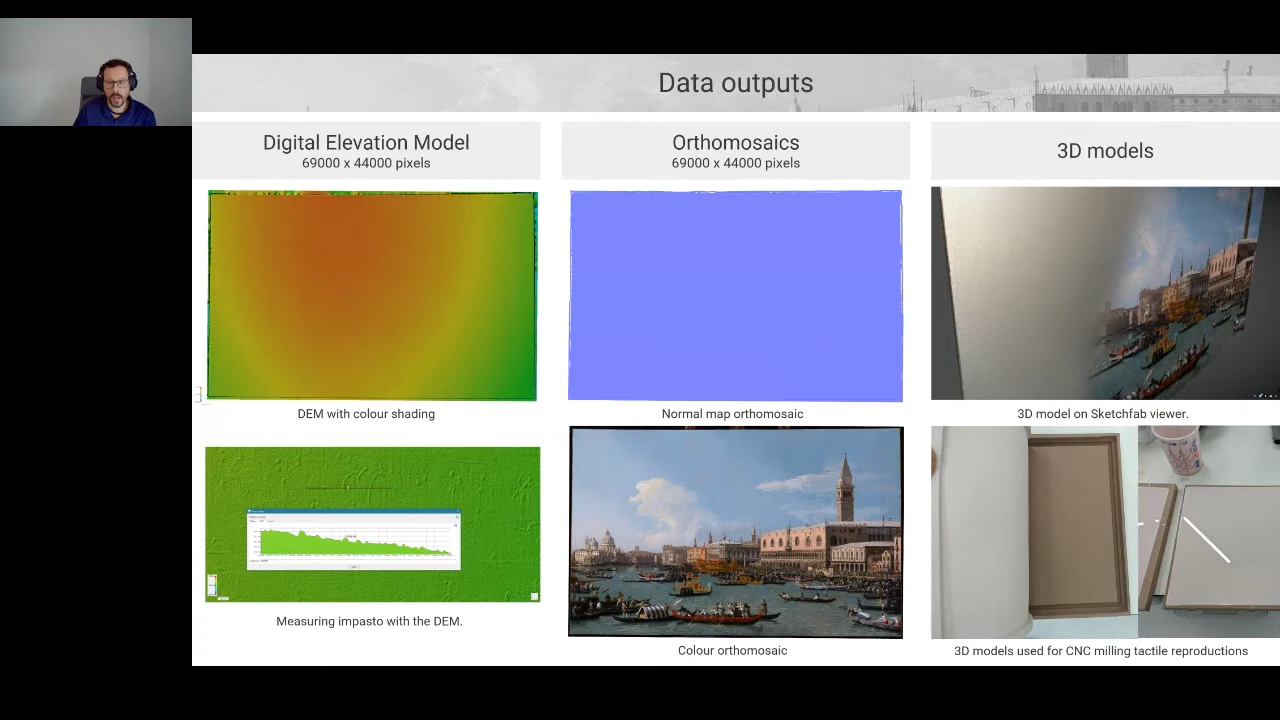 Data outputs
Digital Elevation Model
69000 x 44000 pixels
Orthomosaics
69000 x 44000 pixels
3D models
DEM with colour shading
Normal map orthomosaic
3D model on Sketchfab viewer.
Measuring impasto with the DEM.
Colour orthomosaic
3D models used for CNC milling tactile reproductions